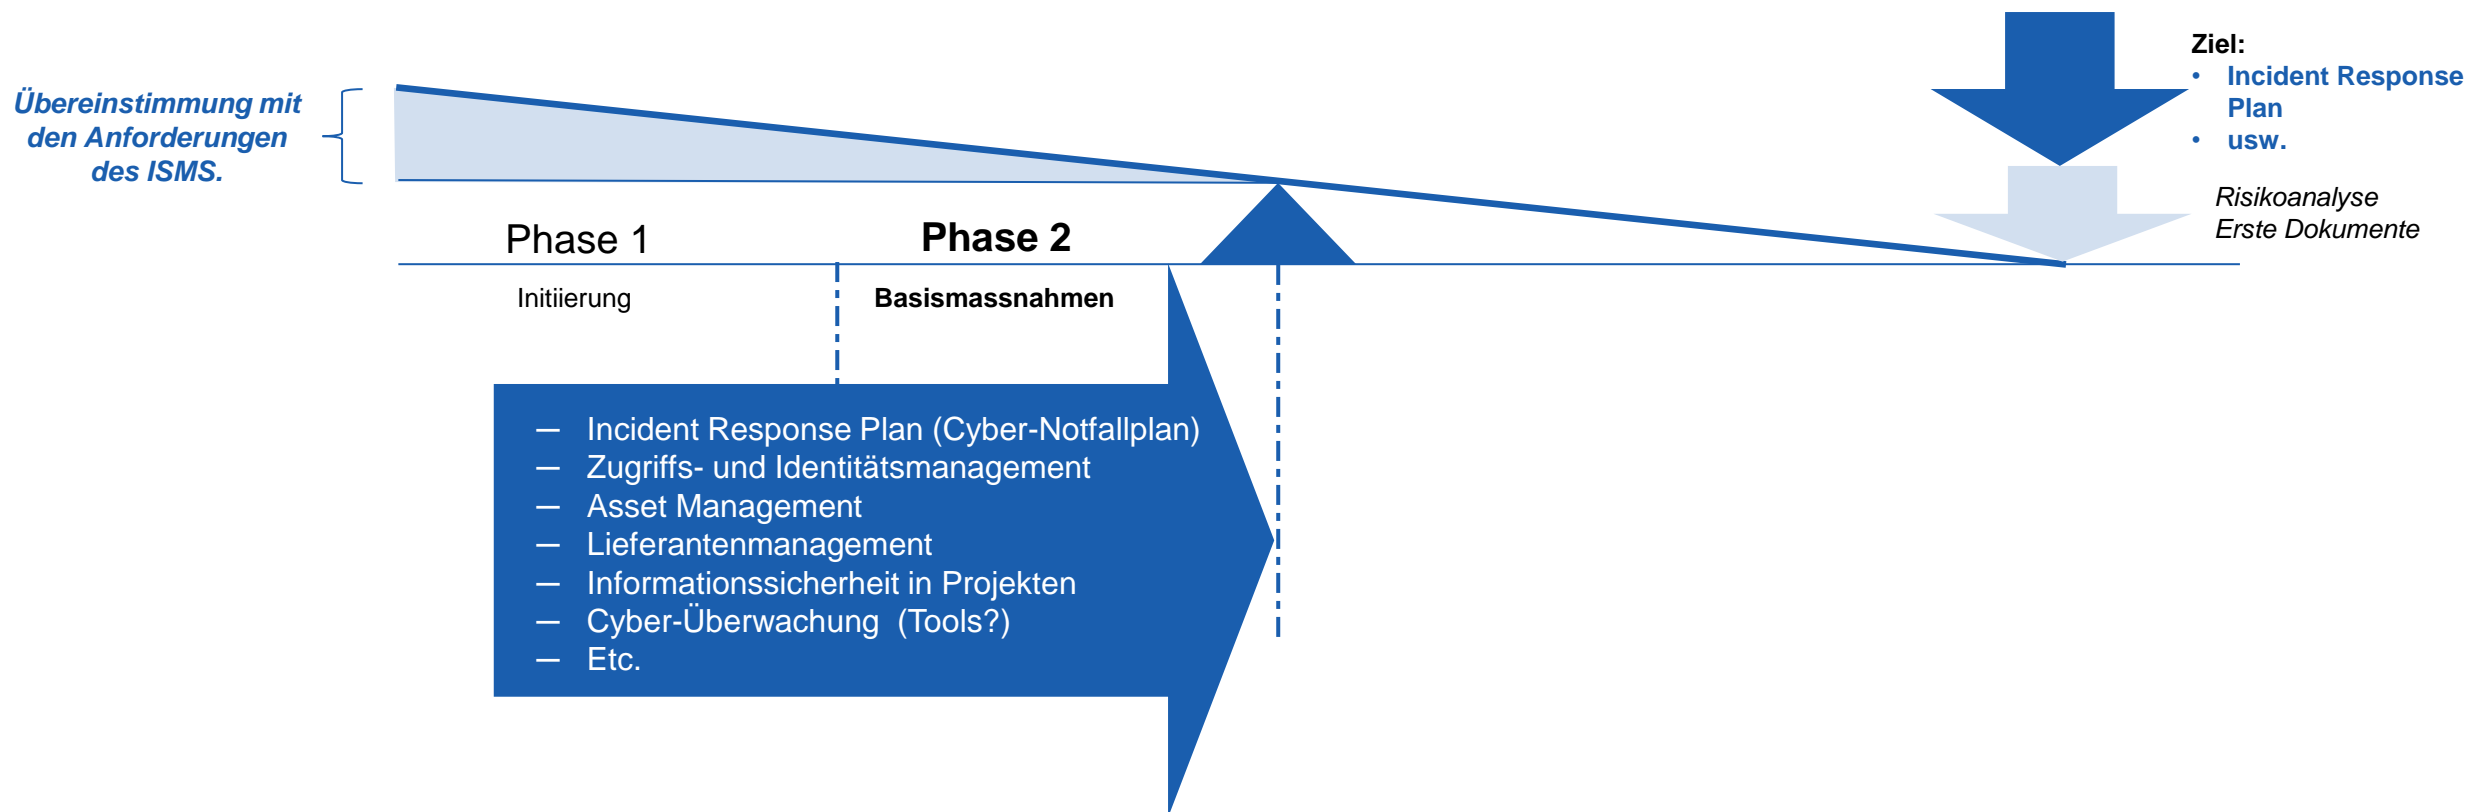 Übereinstimmung mit
den Anforderungen
des ISMS.
Ziel:
• Incident Response
Plan
• usw.
Risikoanalyse
Erste Dokumente
Phase 1
Phase 2
Initiierung
Basismassnahmen
— Incident Response Plan (Cyber-Notfallplan)
— Zugriffs- und Identitätsmanagement
— Asset Management
— Lieferantenmanagement
— Informationssicherheit in Projekten
— Cyber-Überwachung (Tools?)
— Etc.